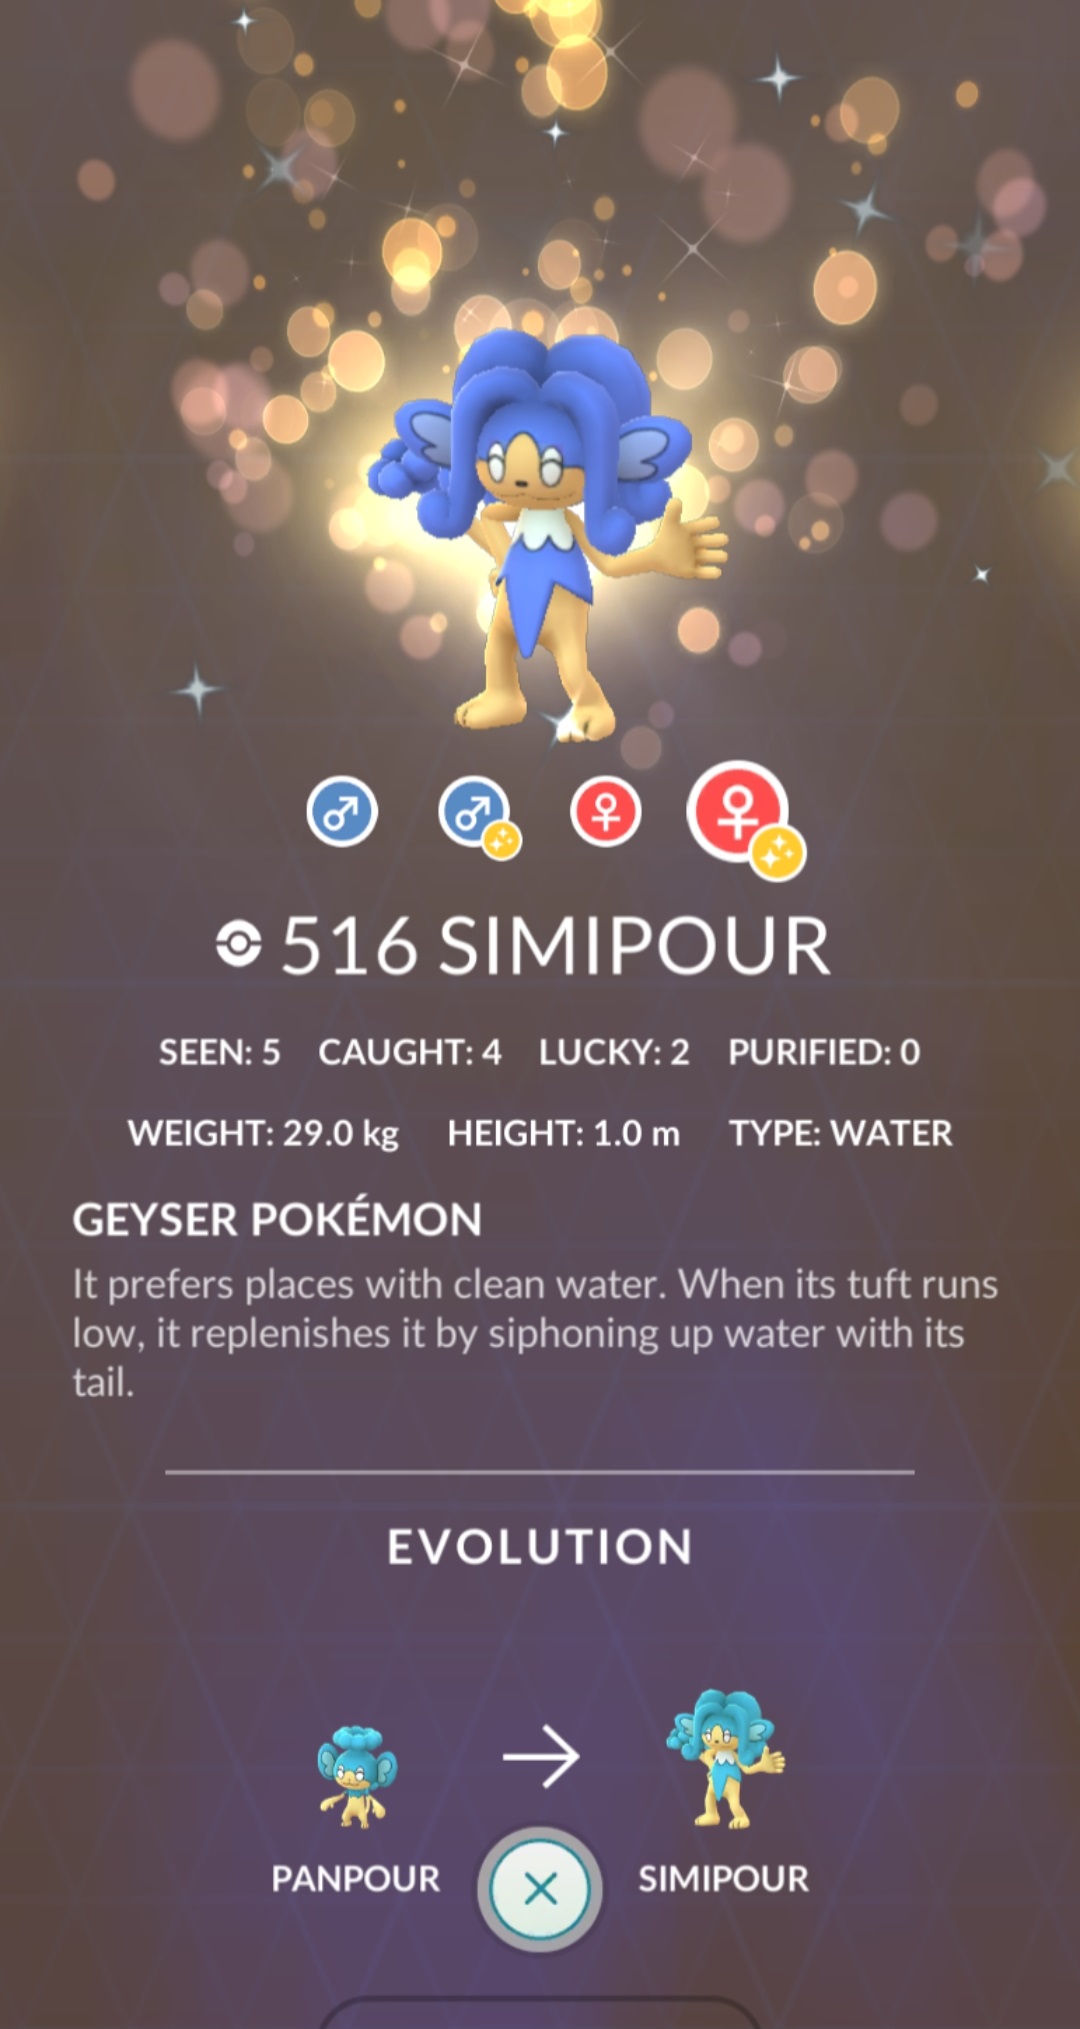 516 SIMIPOUR
SEEN: 5 CAUGHT: 4 LUCKY: 2 PURIFIED: 0
WEIGHT: 29.0 kg HEIGHT: 1.0 m TYPE: WATER
GEYSER POKÉMON
It prefers places with clean water. When its tuft runs
low, it replenishes it by siphoning up water with its
tail.
EVOLUTION
PANPOUR SIMIPOUR